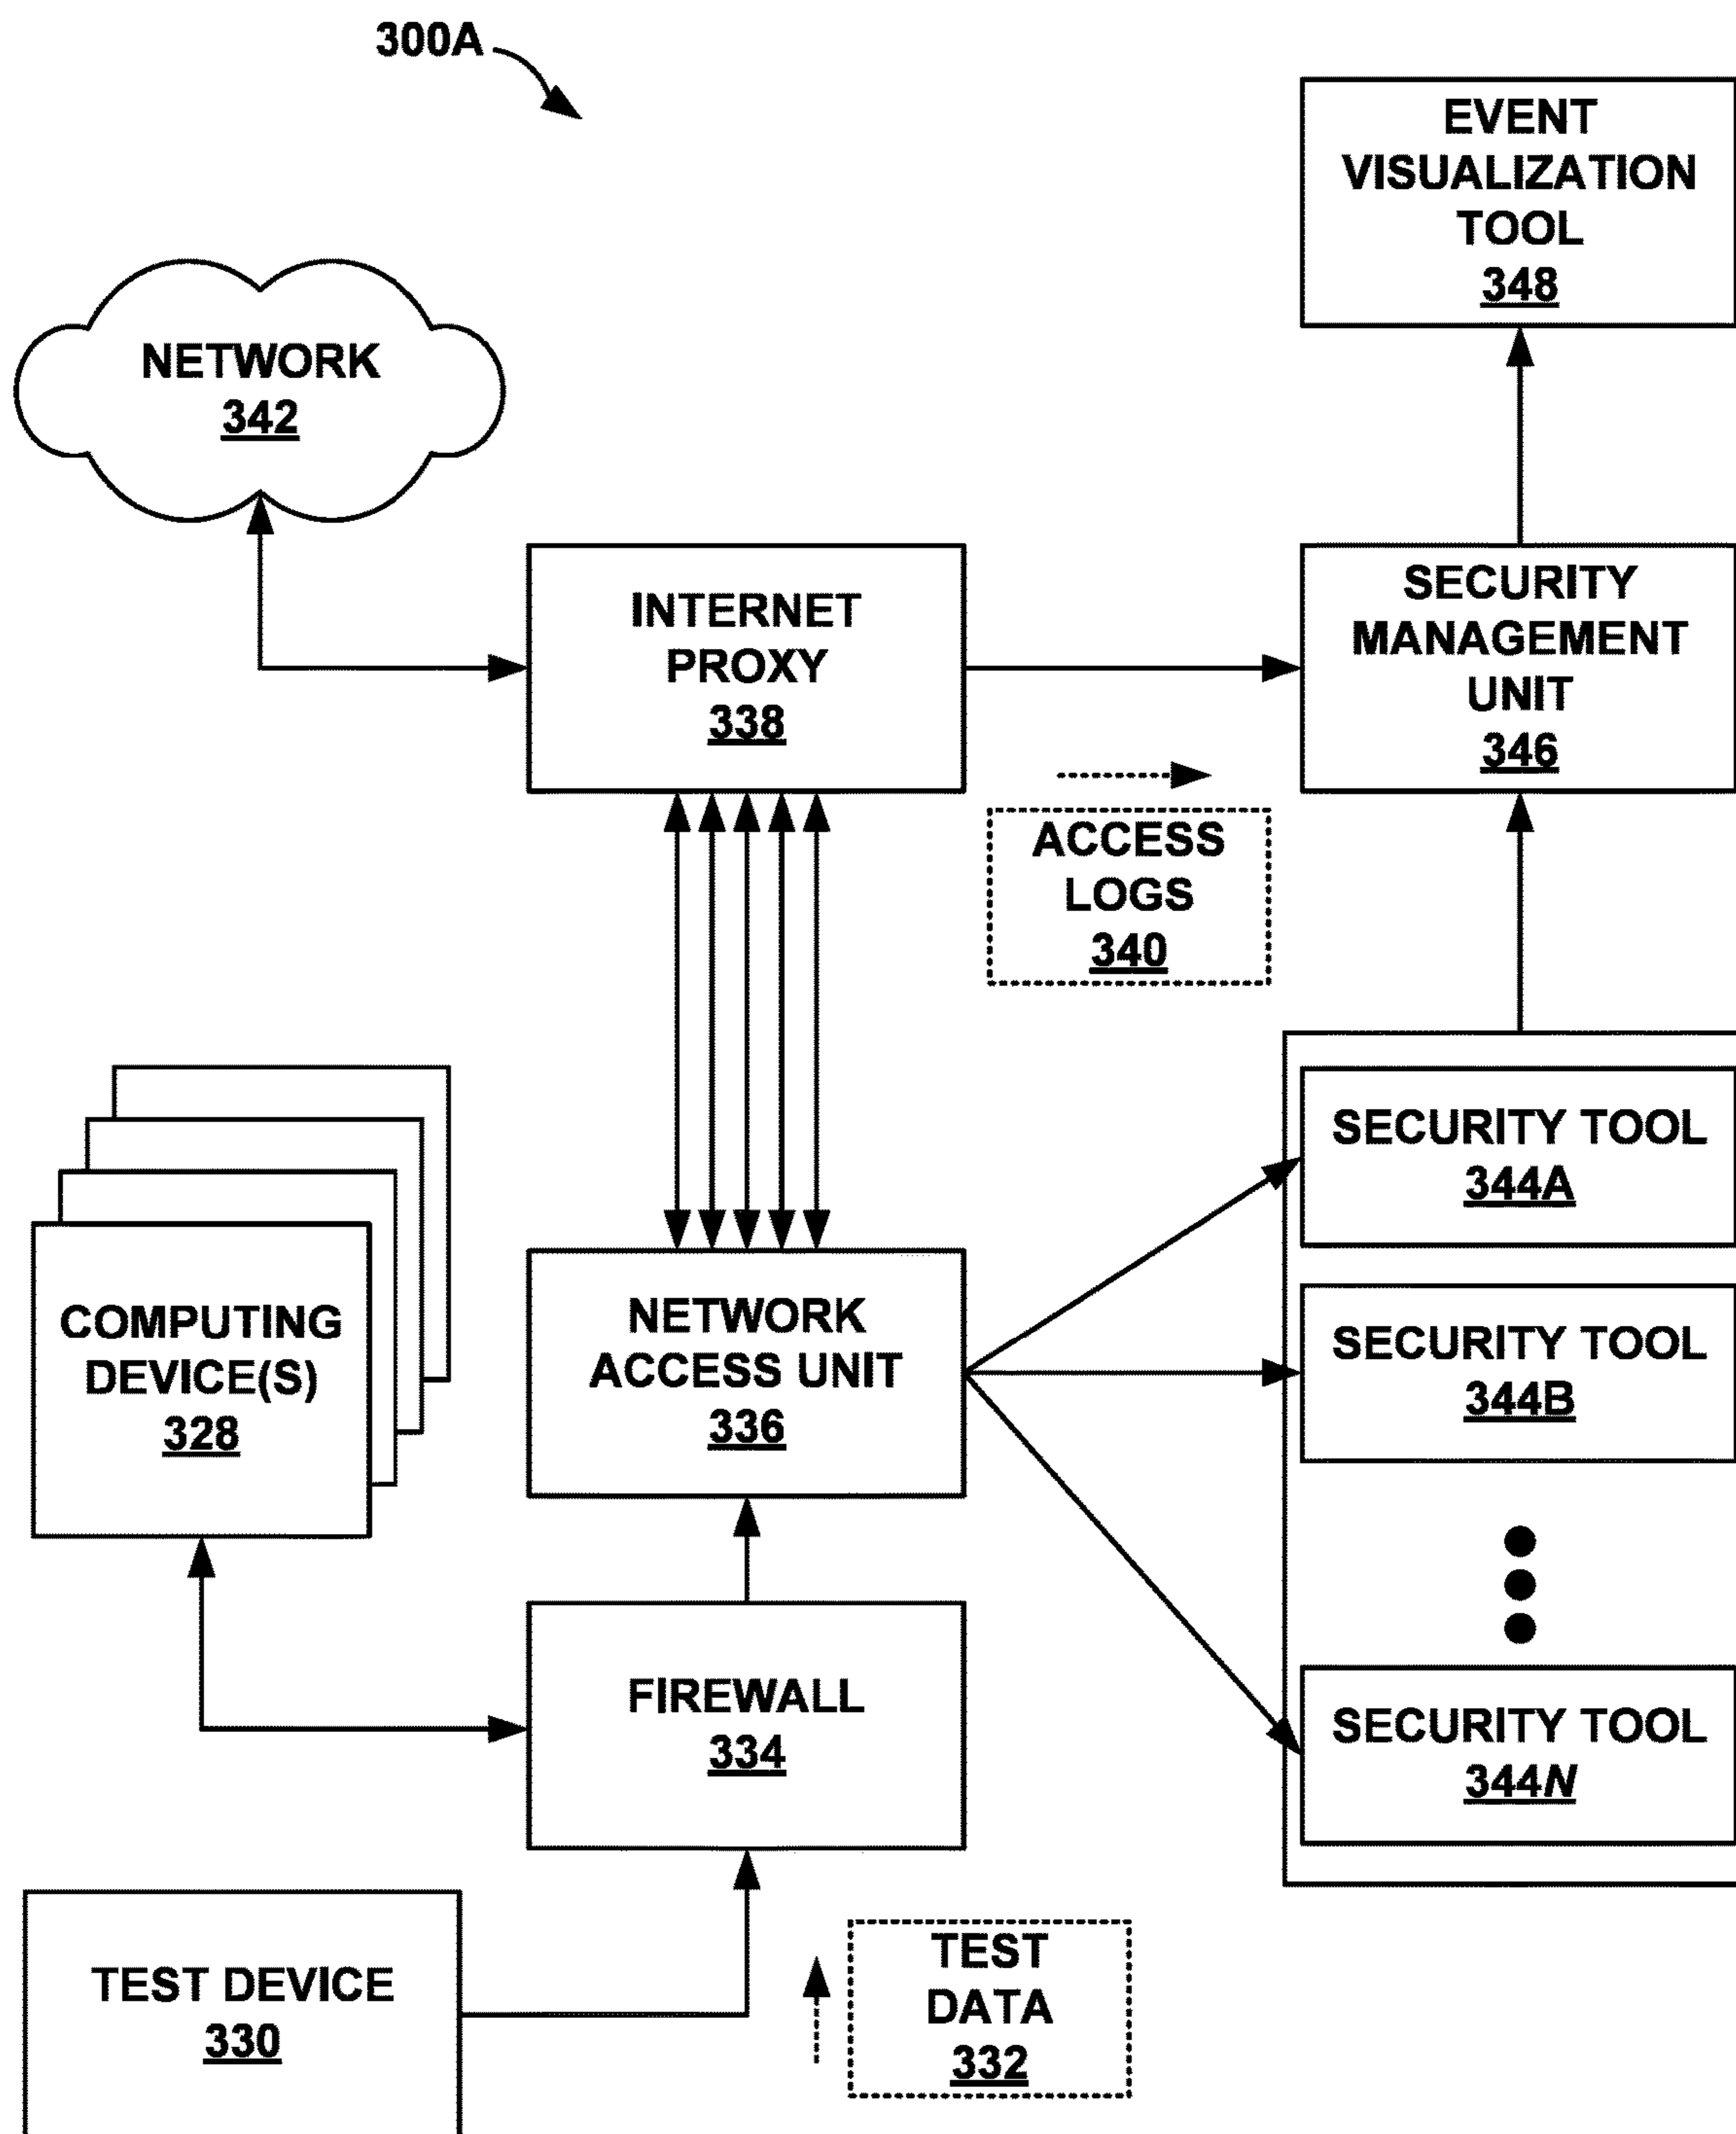 300A
EVENT
VISUALIZATION
TOOL
348
NETWORK
342
INTERNET
PROXY
338
SECURITY
MANAGEMENT
UNIT
346
ACCESS
LOGS
340
COMPUTING
DEVICE(S)
328
NETWORK
ACCESS UNIT
336
SECURITY TOOL
344A
SECURITY TOOL
344B
SECURITY TOOL
344N
FIREWALL
334
TEST DEVICE
330
TEST
DATA
332